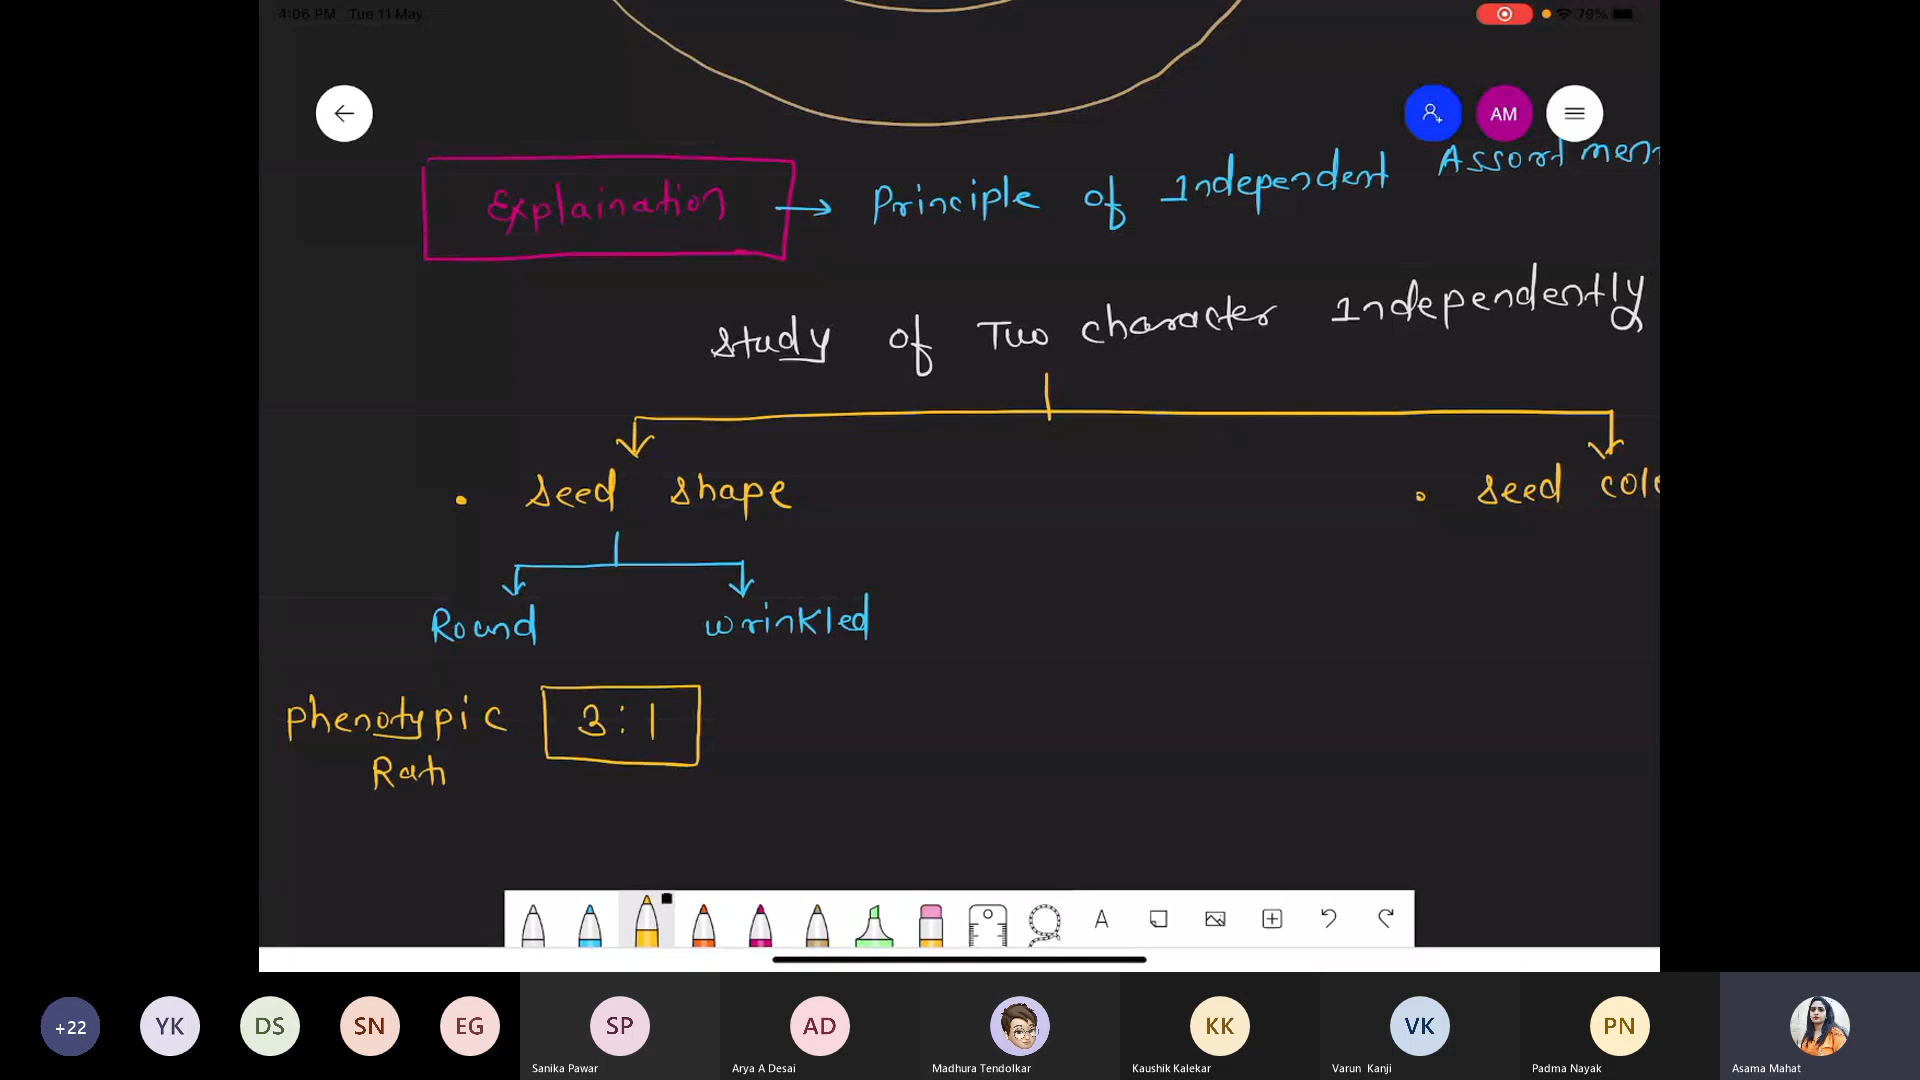 4:06 PM Tue 11 May
79%
AM
Explaination → Principle of Independent Assortmen
Study of Two character Independently
• Seed shape
• Seed colo
Round
wrinkled
Phenotypic 3:1
Rati
A
+22
YK
DS
SN
EG
SP
AD
KK
VK
PN
Sanika Pawar
Arya A Desai
Madhura Tendolkar
Kaushik Kalekar
Varun Kanji
Padma Nayak
Asama Mahat